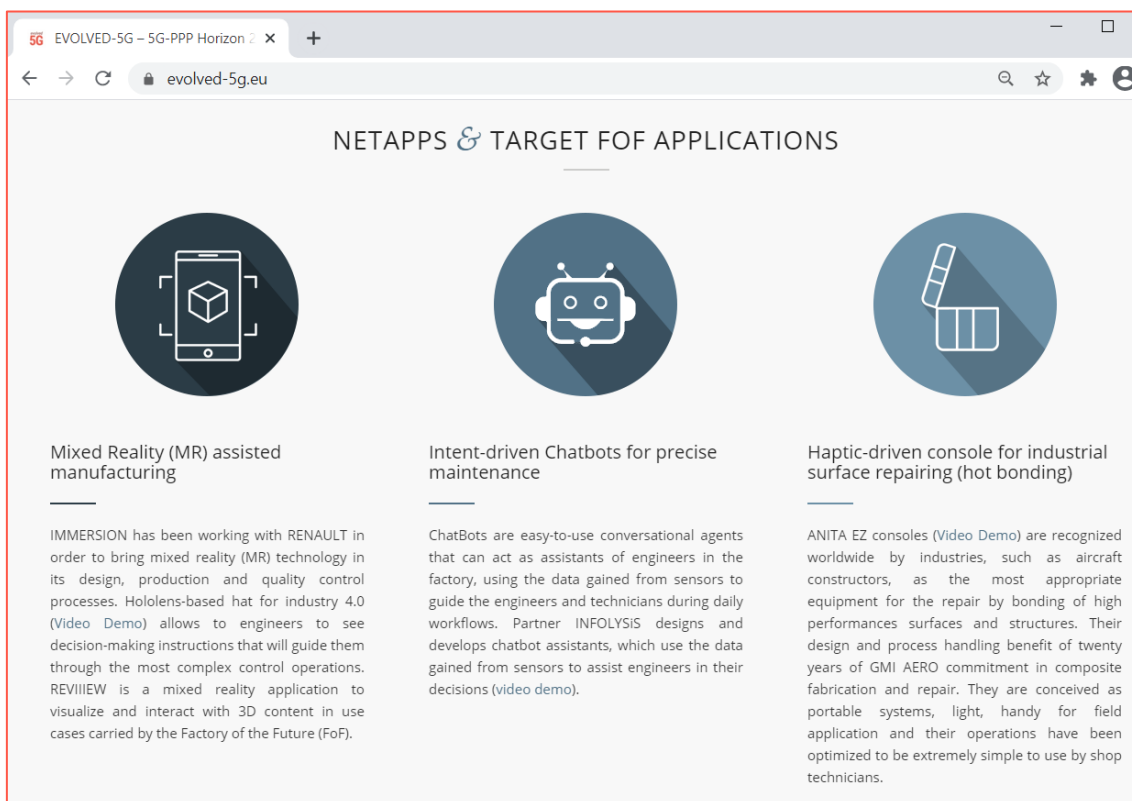 5G EVOLVED-5G – 5G-PPP Horizon 2
evolved-5g.eu
NETAPPS & TARGET FOF APPLICATIONS
Mixed Reality (MR) assisted
manufacturing
IMMERSION has been working with RENAULT in
order to bring mixed reality (MR) technology in
its design, production and quality control
processes. Hololens-based hat for industry 4.0
(Video Demo) allows to engineers to see
decision-making instructions that will guide them
through the most complex control operations.
REVIIIEW is a mixed reality application to
visualize and interact with 3D content in use
cases carried by the Factory of the Future (FoF).
Intent-driven Chatbots for precise
maintenance
ChatBots are easy-to-use conversational agents
that can act as assistants of engineers in the
factory, using the data gained from sensors to
guide the engineers and technicians during daily
workflows. Partner INFOLYSiS designs and
develops chatbot assistants, which use the data
gained from sensors to assist engineers in their
decisions (video demo).
Haptic-driven console for industrial
surface repairing (hot bonding)
ANITA EZ consoles (Video Demo) are recognized
worldwide by industries, such as aircraft
constructors, as the most appropriate
equipment for the repair by bonding of high
performances surfaces and structures. Their
design and process handling benefit of twenty
years of GMI AERO commitment in composite
fabrication and repair. They are conceived as
portable systems, light, handy for field
application and their operations have been
optimized to be extremely simple to use by shop
technicians.